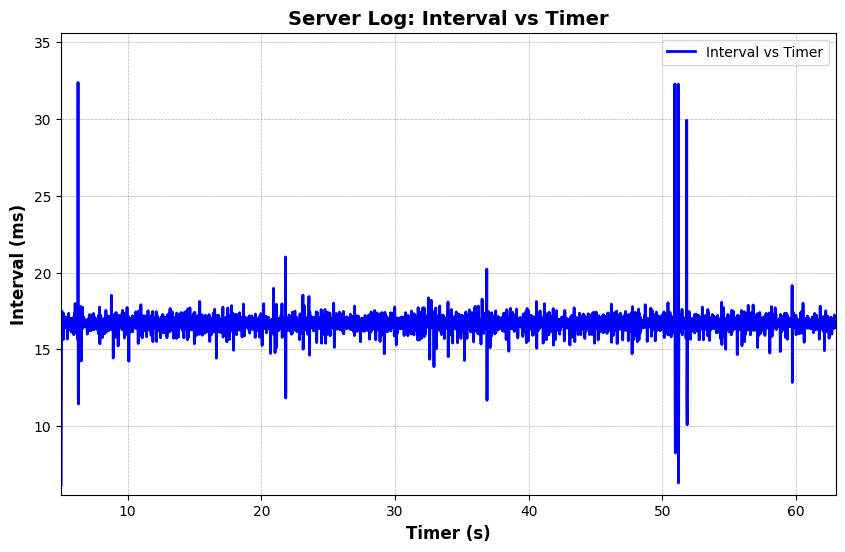 Server Log: Interval vs Timer
Interval vs Timer
35
30
25
20
15
10
Interval (ms)
10 20 30 40 50 60
Timer (s)